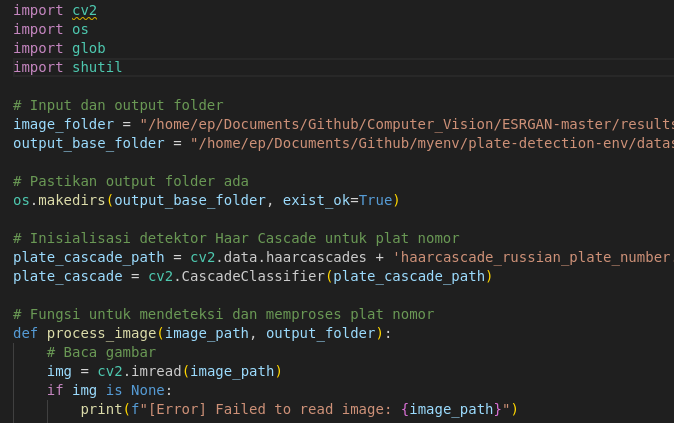 import cv2
import os
import glob
import shutil
# Input dan output folder
image_folder = "/home/ep/Documents/Github/Computer_Vision/ESRGAN-master/results
output_base_folder = "/home/ep/Documents/Github/myenv/plate-detection-env/datas
# Pastikan output folder ada
os.makedirs(output_base_folder, exist_ok=True)
# Inisialisasi detektor Haar Cascade untuk plat nomor
plate_cascade_path = cv2.data.haarcascades + 'haarcascade_russian_plate_number.
plate_cascade = cv2.CascadeClassifier(plate_cascade_path)
# Fungsi untuk mendeteksi dan memproses plat nomor
def process_image(image_path, output_folder):
    # Baca gambar
    img = cv2.imread(image_path)
    if img is None:
        print(f"[Error] Failed to read image: {image_path}")